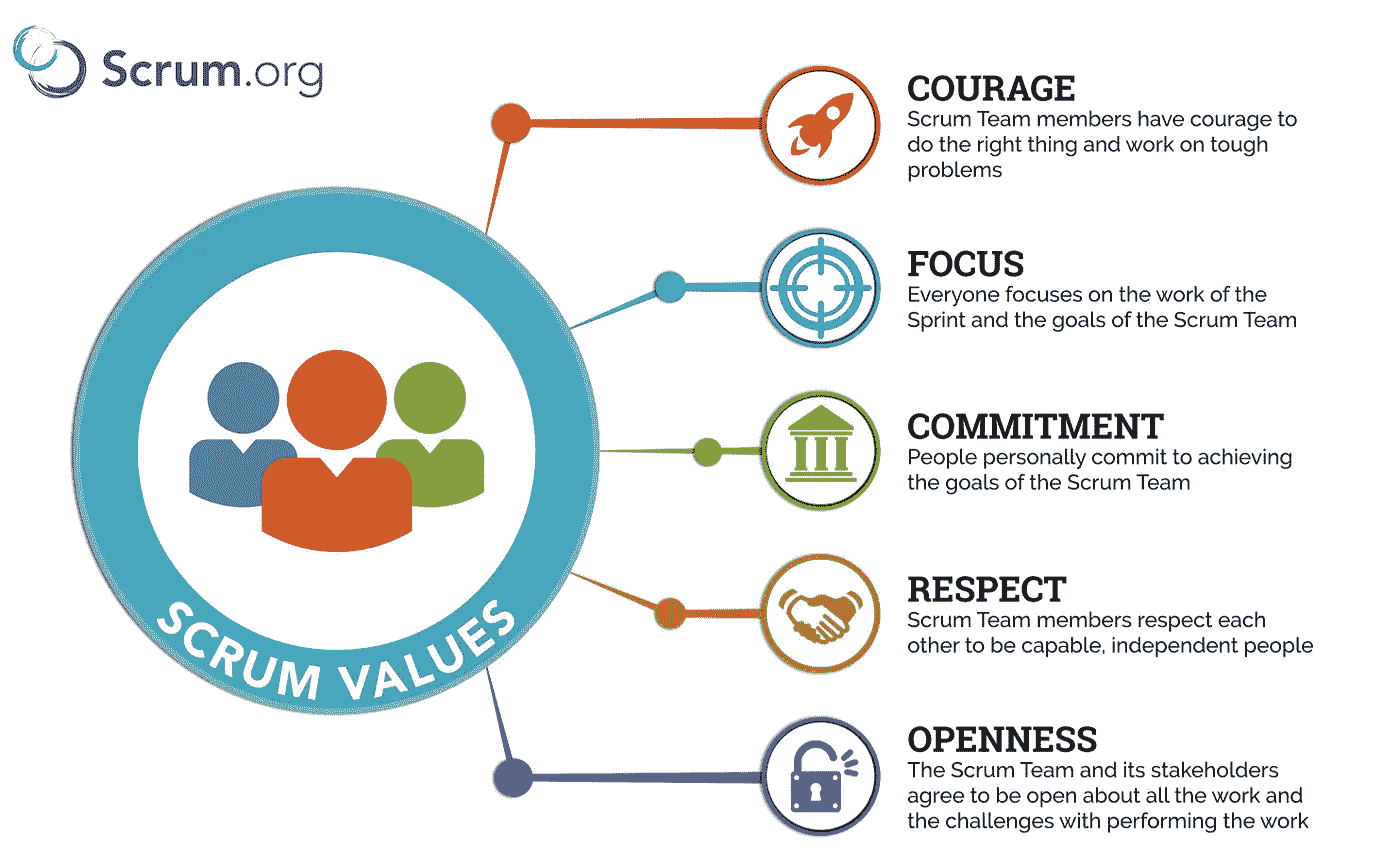 Scrum.org
COURAGE
Scrum Team members have courage to
do the right thing and work on tough
problems
FOCUS
Everyone focuses on the work of the
Sprint and the goals of the Scrum Team
COMMITMENT
People personally commit to achieving
the goals of the Scrum Team
RESPECT
Scrum Team members respect each
other to be capable, independent people
OPENNESS
The Scrum Team and its stakeholders
agree to be open about all the work and
the challenges with performing the work
SCRUM VALUES